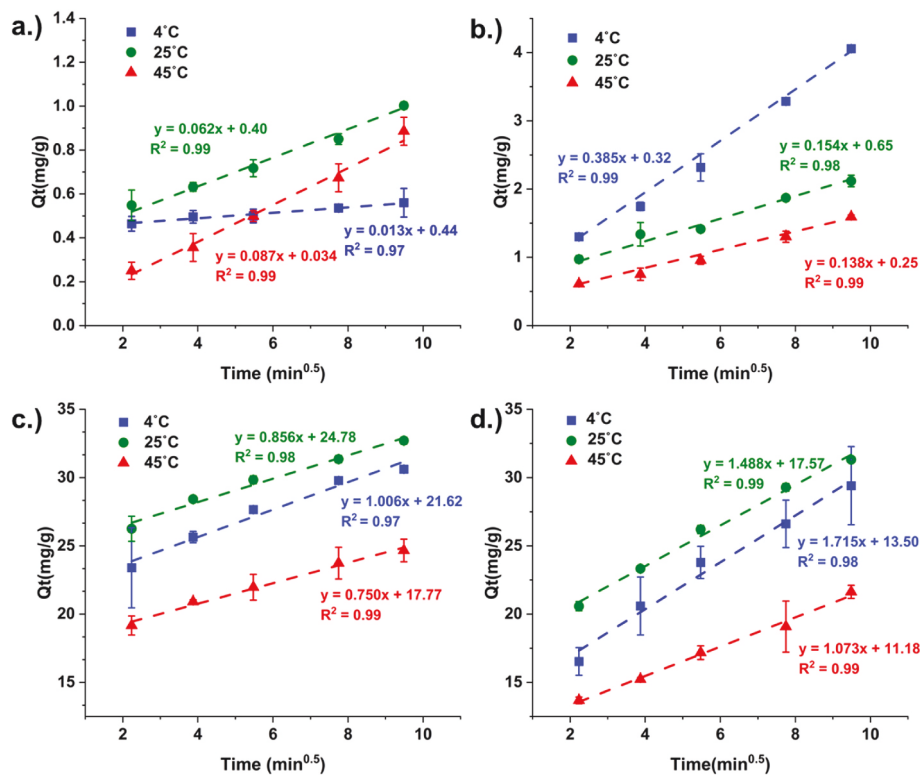 a.)
4°C
25°C
45°C
y = 0.062x + 0.40
R² = 0.99
y = 0.013x + 0.44
R² = 0.97
y = 0.087x + 0.034
R² = 0.99
1.4
1.2
1.0
0.8
0.6
0.4
0.2
0.0
Qt(mg/g)
2 4 6 8 10
Time (min⁰·⁵)
b.)
4°C
25°C
45°C
y = 0.385x + 0.32
R² = 0.99
y = 0.154x + 0.65
R² = 0.98
y = 0.138x + 0.25
R² = 0.99
4
3
2
1
0
Qt(mg/g)
2 4 6 8 10
Time (min⁰·⁵)
c.)
4°C
25°C
45°C
y = 0.856x + 24.78
R² = 0.98
y = 1.006x + 21.62
R² = 0.97
y = 0.750x + 17.77
R² = 0.99
35
30
25
20
15
Qt(mg/g)
2 4 6 8 10
Time (min⁰·⁵)
d.)
4°C
25°C
45°C
y = 1.488x + 17.57
R² = 0.99
y = 1.715x + 13.50
R² = 0.98
y = 1.073x + 11.18
R² = 0.99
35
30
25
20
15
Qt(mg/g)
2 4 6 8 10
Time(min⁰·⁵)